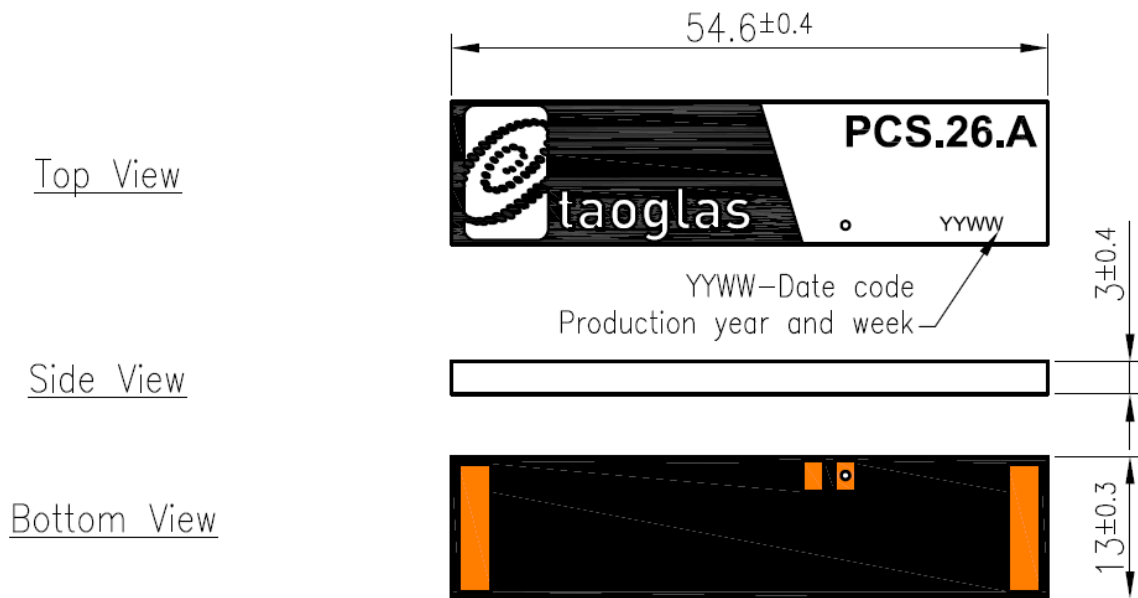 54.6±0.4
Top View
PCS.26.A
taoglas
YYWW
YYWW-Date code
Production year and week
3±0.4
Side View
Bottom View
13±0.3